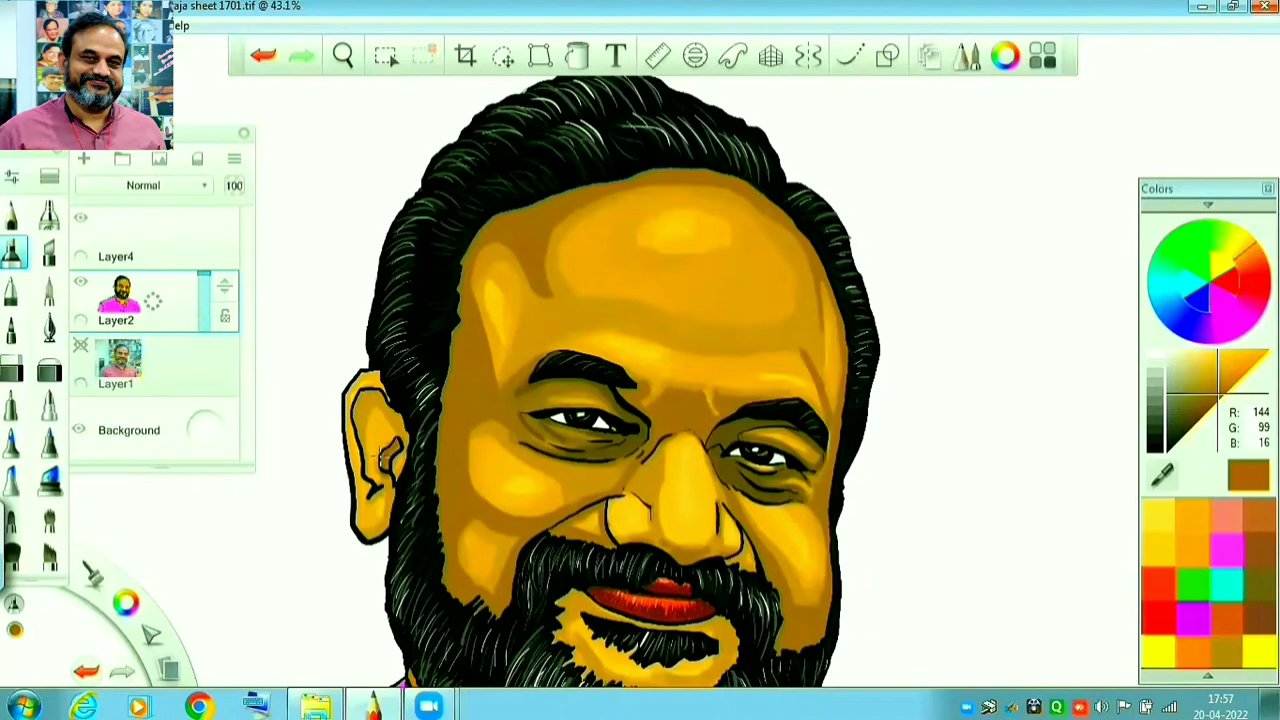 aja sheet 1701.tif @ 43.1%
elp
T
Normal
100
Layer4
Layer2
Layer1
Background
Colors
R: 144
G: 99
B: 16
17:57
20-04-2022